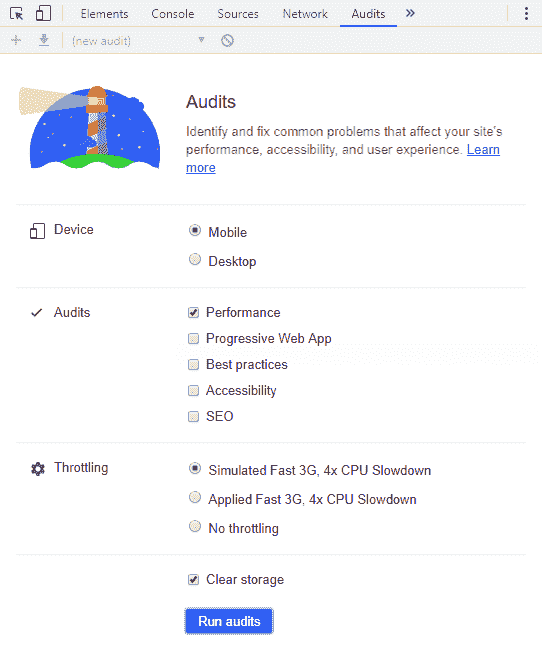 Elements Console Sources Network Audits »
(new audit)
Audits
Identify and fix common problems that affect your site's
performance, accessibility, and user experience. Learn
more
Device
Mobile
Desktop
Audits
Performance
Progressive Web App
Best practices
Accessibility
SEO
Throttling
Simulated Fast 3G, 4x CPU Slowdown
Applied Fast 3G, 4x CPU Slowdown
No throttling
Clear storage
Run audits